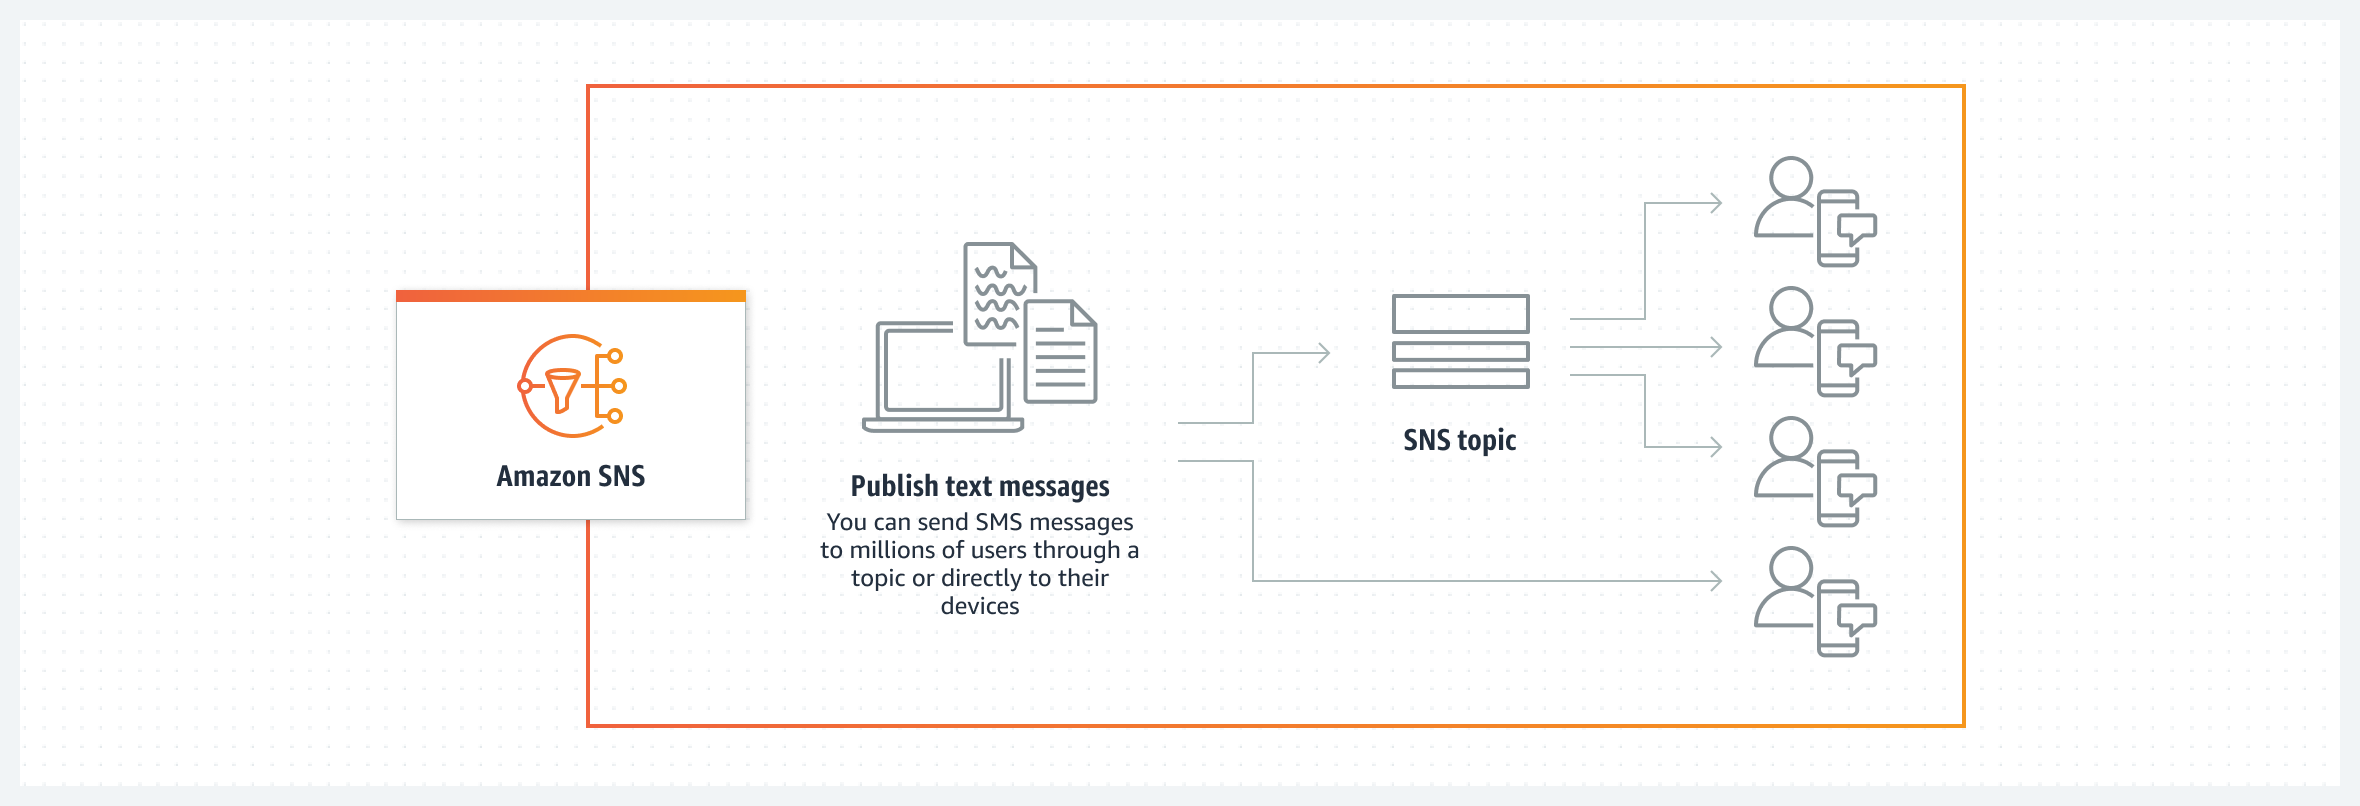 Amazon SNS
Publish text messages
You can send SMS messages
to millions of users through a
topic or directly to their
devices
SNS topic